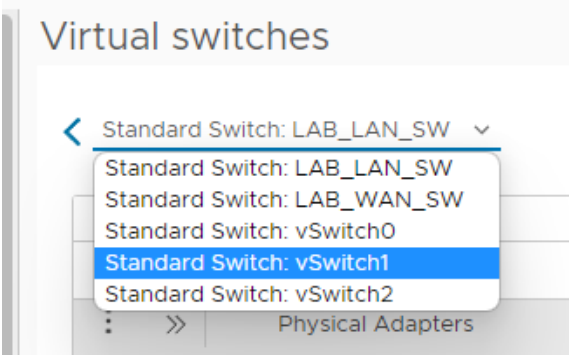 Virtual switches
Standard Switch: LAB_LAN_SW
Standard Switch: LAB_LAN_SW
Standard Switch: LAB_WAN_SW
Standard Switch: vSwitch0
Standard Switch: vSwitch1
Standard Switch: vSwitch2
Physical Adapters